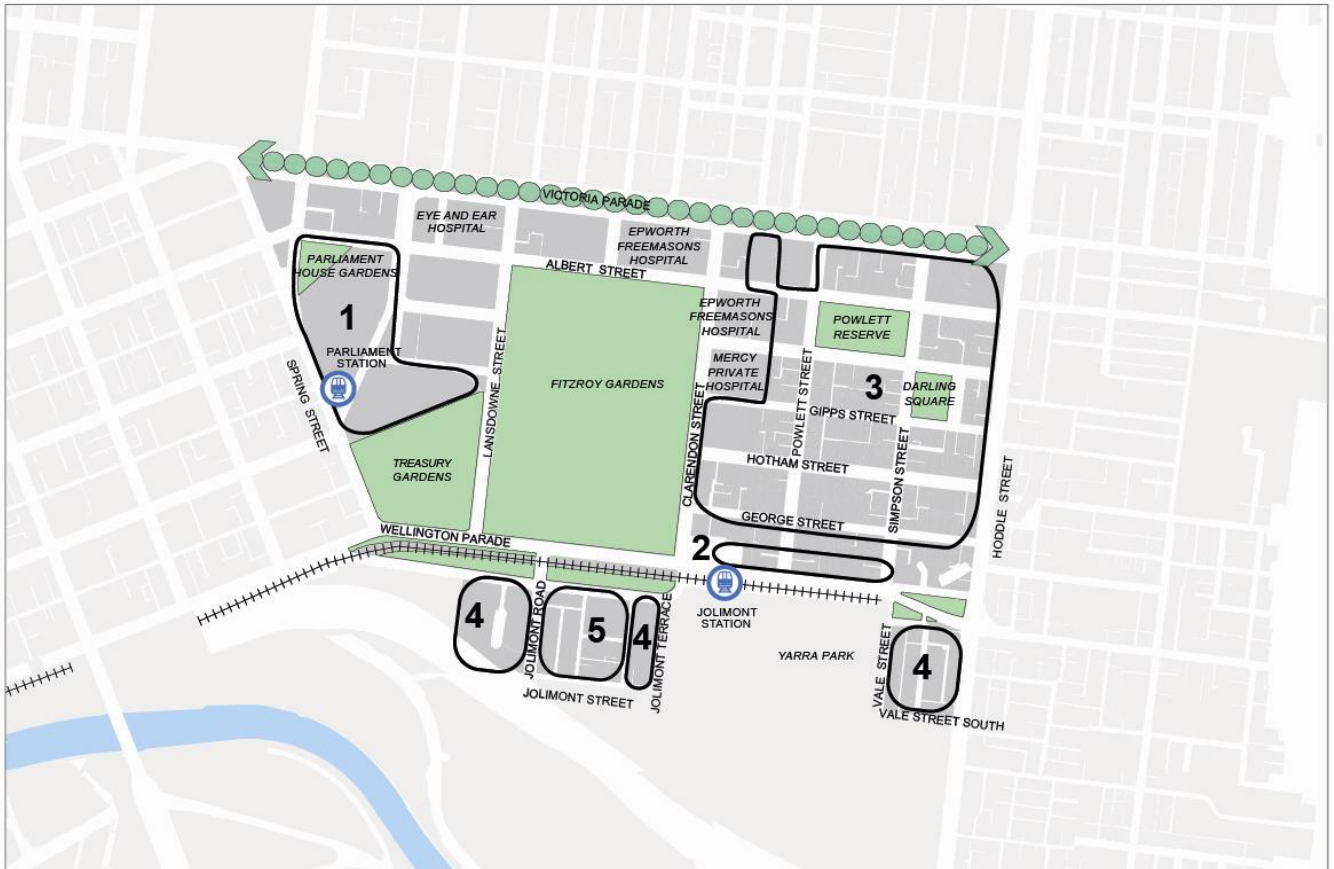 VICTORIA PARADE
EYE AND EAR
HOSPITAL
EPWORTH
FREEMASONS
HOSPITAL
PARLIAMENT
HOUSE GARDENS
ALBERT STREET
1
PARLIAMENT
STATION
EPWORTH
FREEMASONS
HOSPITAL
POWLETT
RESERVE
MERCY
PRIVATE
HOSPITAL
SPRING STREET
LANSDOWNE STREET
FITZROY GARDENS
CLARENDON STREET
POWLETT STREET
3
DARLING
SQUARE
GIPPS STREET
TREASURY
GARDENS
HOTHAM STREET
SIMPSON STREET
HODDLE STREET
GEORGE STREET
WELLINGTON PARADE
2
JOLIMONT
STATION
4
JOLIMONT ROAD
5
4
JOLIMONT TERRACE
JOLIMONT STREET
YARRA PARK
VALE STREET
4
VALE STREET SOUTH